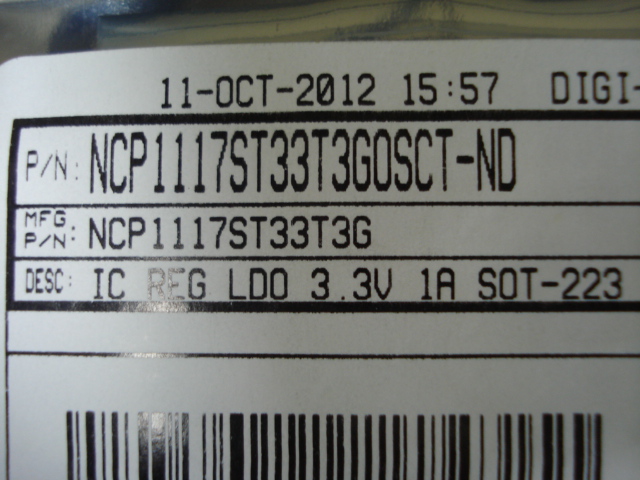 11-OCT-2012 15:57 DIGI-
P/N: NCP1117ST33T3GOSCT-ND
MFG P/N: NCP1117ST33T3G
DESC: IC REG LDO 3.3V 1A SOT-223